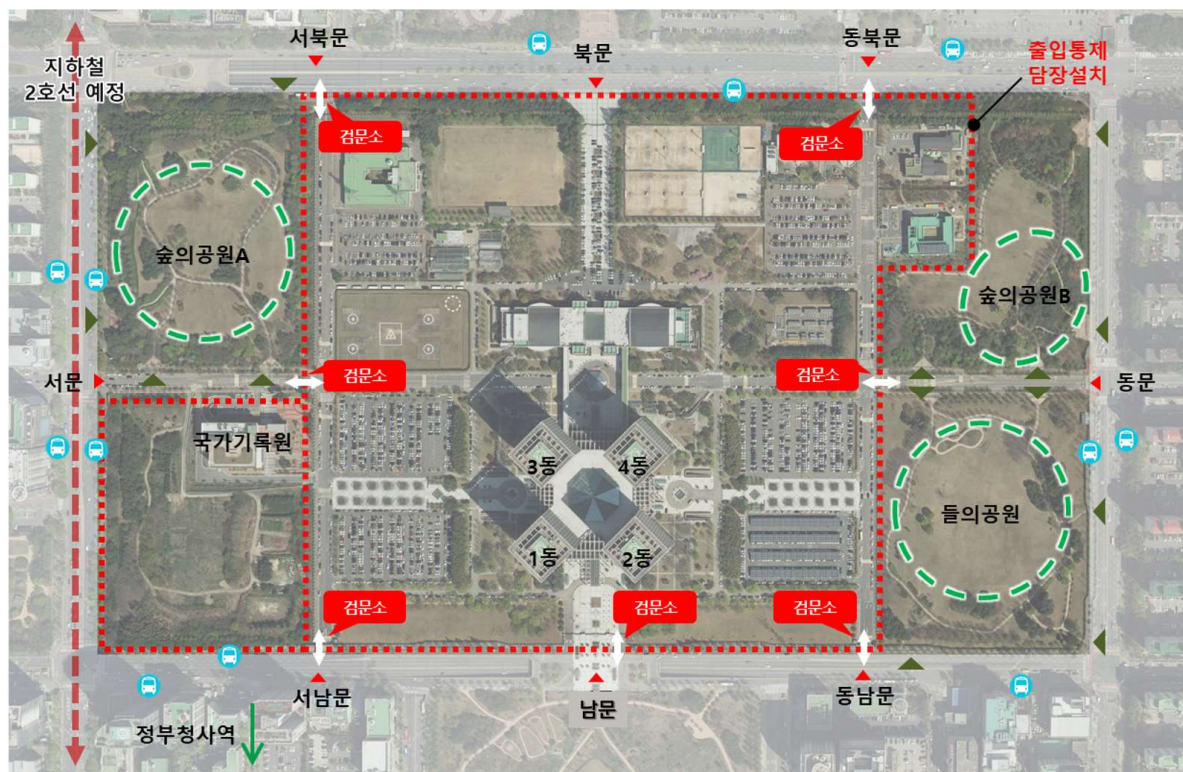 서북문
북문
동북문
출입통제
담장설치
지하철
2호선 예정
검문소
검문소
숲의공원A
숲의공원B
서문
검문소
검문소
동문
국가기록원
3동
4동
들의공원
1동
2동
검문소
검문소
검문소
서남문
남문
동남문
정부청사역